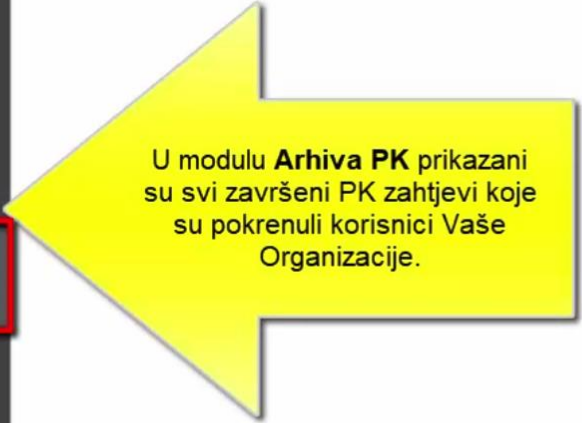 U modulu Arhiva PK prikazani
su svi završeni PK zahtjevi koje
su pokrenuli korisnici Vaše
Organizacije.